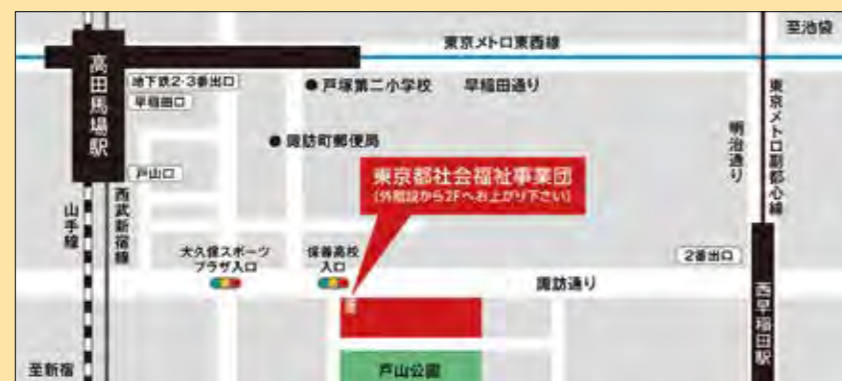 東京メトロ東西線
至池袋
高田馬場駅
地下鉄2・3番出口
早稲田口
戸塚第二小学校
早稲田通り
諏訪町郵便局
東京メトロ副都心線
明治通り
戸山口
東京都社会福祉事業団
(外階段から2Fへお上がり下さい)
山手線
西武新宿線
大久保スポーツ
プラザ入口
保善高校
入口
2番出口
諏訪通り
西早稲田駅
至新宿
戸山公園